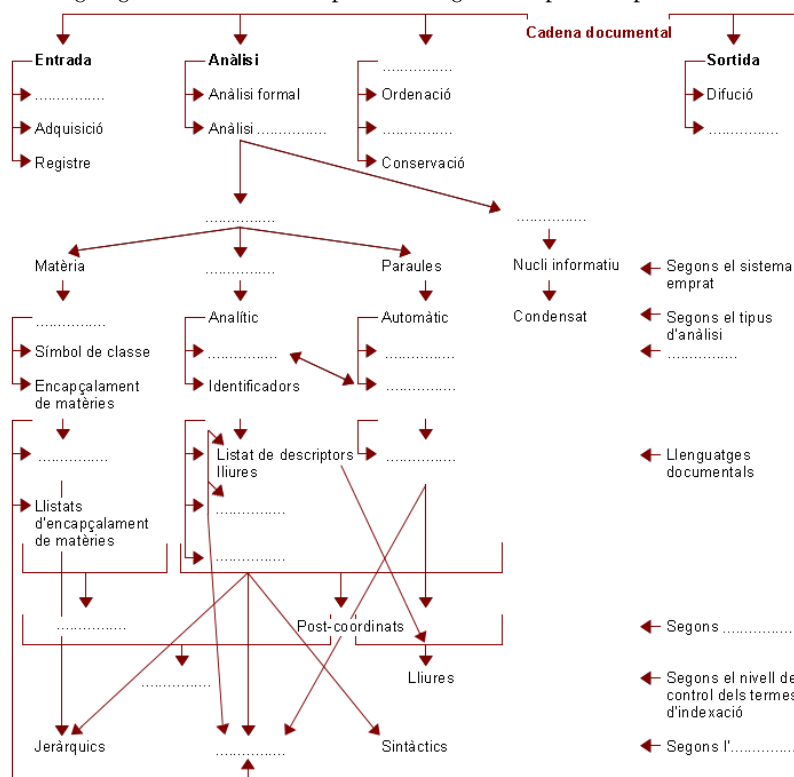 Cadena documental
Entrada
Anàlisi
................
Sortida
................
Anàlisi formal
Ordenació
Difució
Adquisició
Anàlisi ................
................
................
Registre
Conservació
................
................
Matèria
................
Paraules
Nucli informatiu
Segons el sistema
emprat
................
Analític
Automàtic
Condensat
Segons el tipus
d'anàlisi
Símbol de classe
................
................
................
Encapçalament
de matèries
Identificadors
................
................
Listat de descriptors
lliures
................
Llenguatges
documentals
Llistats
d'encapçalament
de matèries
................
................
................
Post-coordinats
Segons ................
................
Lliures
Segons el nivell de
control dels termes
d'indexació
Jeràrquics
................
Sintàctics
Segons l'................